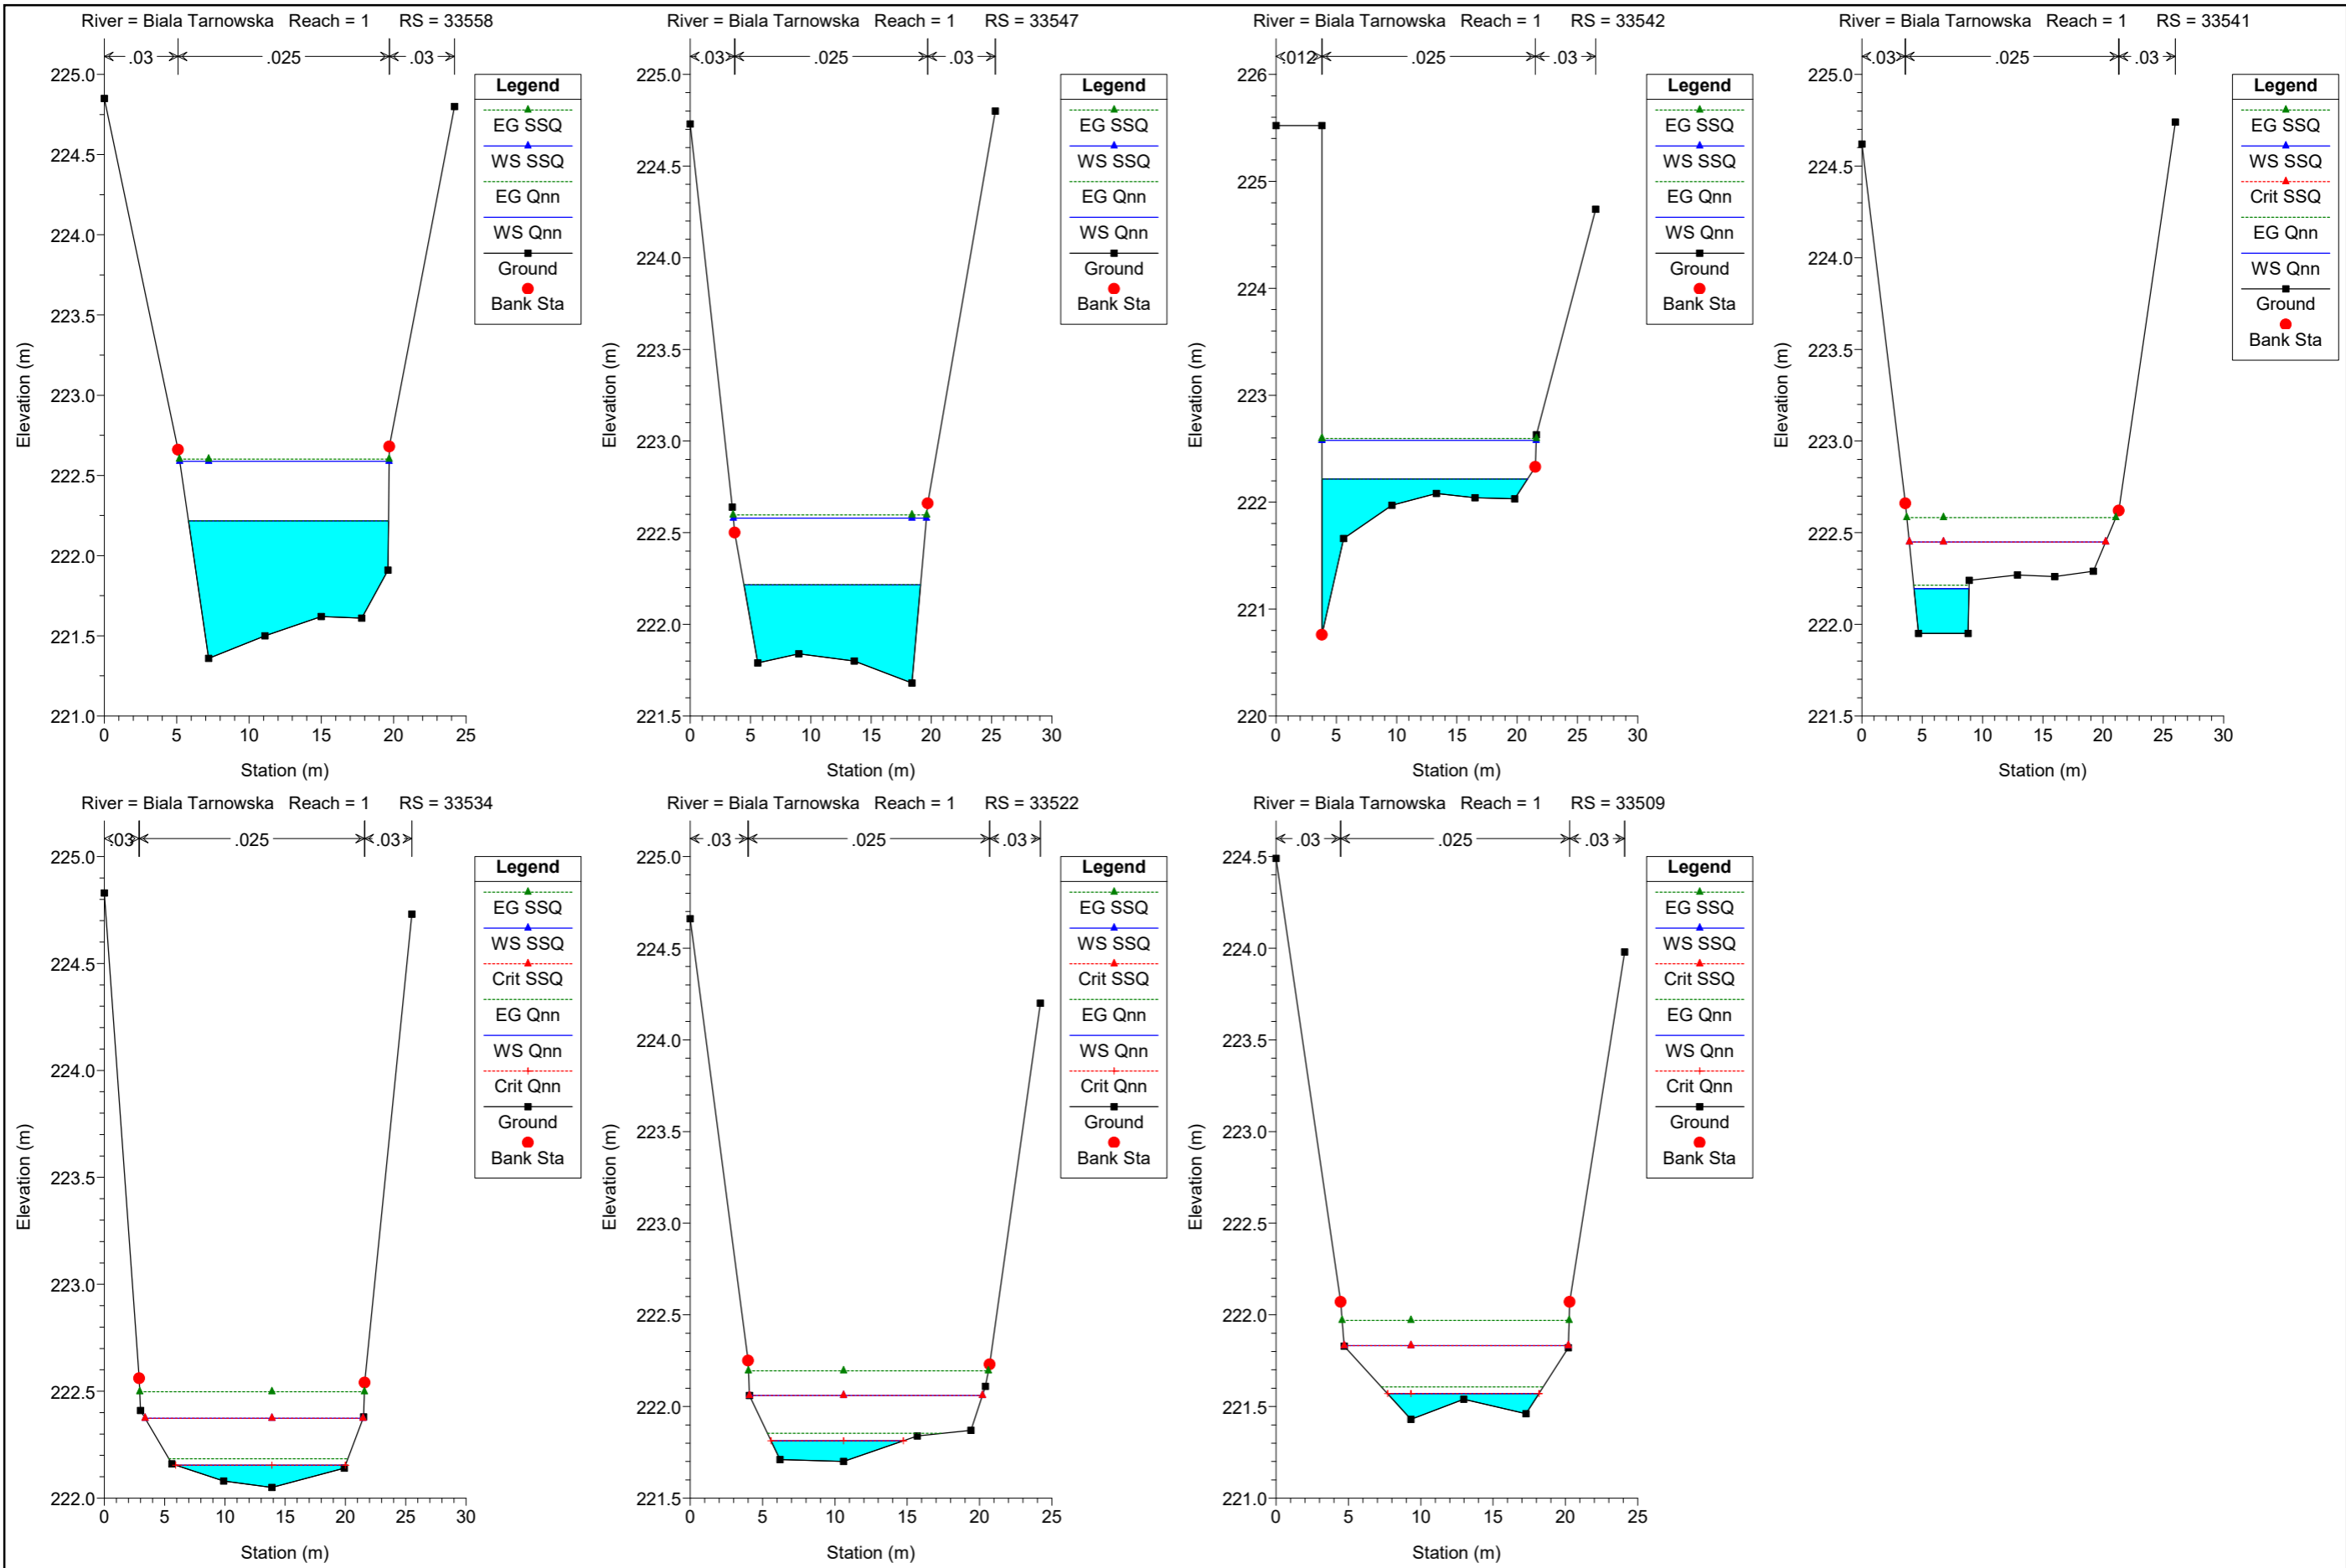 River = Biala Tarnowska Reach = 1 RS = 33558
.03 .025 .03
225.0
224.5
224.0
223.5
223.0
222.5
222.0
221.5
221.0
Elevation (m)
0 5 10 15 20 25
Station (m)
Legend
EG SSQ
WS SSQ
EG Qnn
WS Qnn
Ground
Bank Sta
River = Biala Tarnowska Reach = 1 RS = 33547
.03 .025 .03
225.0
224.5
224.0
223.5
223.0
222.5
222.0
221.5
Elevation (m)
0 5 10 15 20 25 30
Station (m)
Legend
EG SSQ
WS SSQ
EG Qnn
WS Qnn
Ground
Bank Sta
River = Biala Tarnowska Reach = 1 RS = 33542
.012 .025 .03
226
225
224
223
222
221
220
Elevation (m)
0 5 10 15 20 25 30
Station (m)
Legend
EG SSQ
WS SSQ
EG Qnn
WS Qnn
Ground
Bank Sta
River = Biala Tarnowska Reach = 1 RS = 33541
.03 .025 .03
225.0
224.5
224.0
223.5
223.0
222.5
222.0
221.5
Elevation (m)
0 5 10 15 20 25 30
Station (m)
Legend
EG SSQ
WS SSQ
Crit SSQ
EG Qnn
WS Qnn
Ground
Bank Sta
River = Biala Tarnowska Reach = 1 RS = 33534
.03 .025 .03
225.0
224.5
224.0
223.5
223.0
222.5
222.0
Elevation (m)
0 5 10 15 20 25 30
Station (m)
Legend
EG SSQ
WS SSQ
Crit SSQ
EG Qnn
WS Qnn
Crit Qnn
Ground
Bank Sta
River = Biala Tarnowska Reach = 1 RS = 33522
.03 .025 .03
225.0
224.5
224.0
223.5
223.0
222.5
222.0
221.5
Elevation (m)
0 5 10 15 20 25
Station (m)
Legend
EG SSQ
WS SSQ
Crit SSQ
EG Qnn
WS Qnn
Crit Qnn
Ground
Bank Sta
River = Biala Tarnowska Reach = 1 RS = 33509
.03 .025 .03
224.5
224.0
223.5
223.0
222.5
222.0
221.5
221.0
Elevation (m)
0 5 10 15 20 25
Station (m)
Legend
EG SSQ
WS SSQ
Crit SSQ
EG Qnn
WS Qnn
Crit Qnn
Ground
Bank Sta